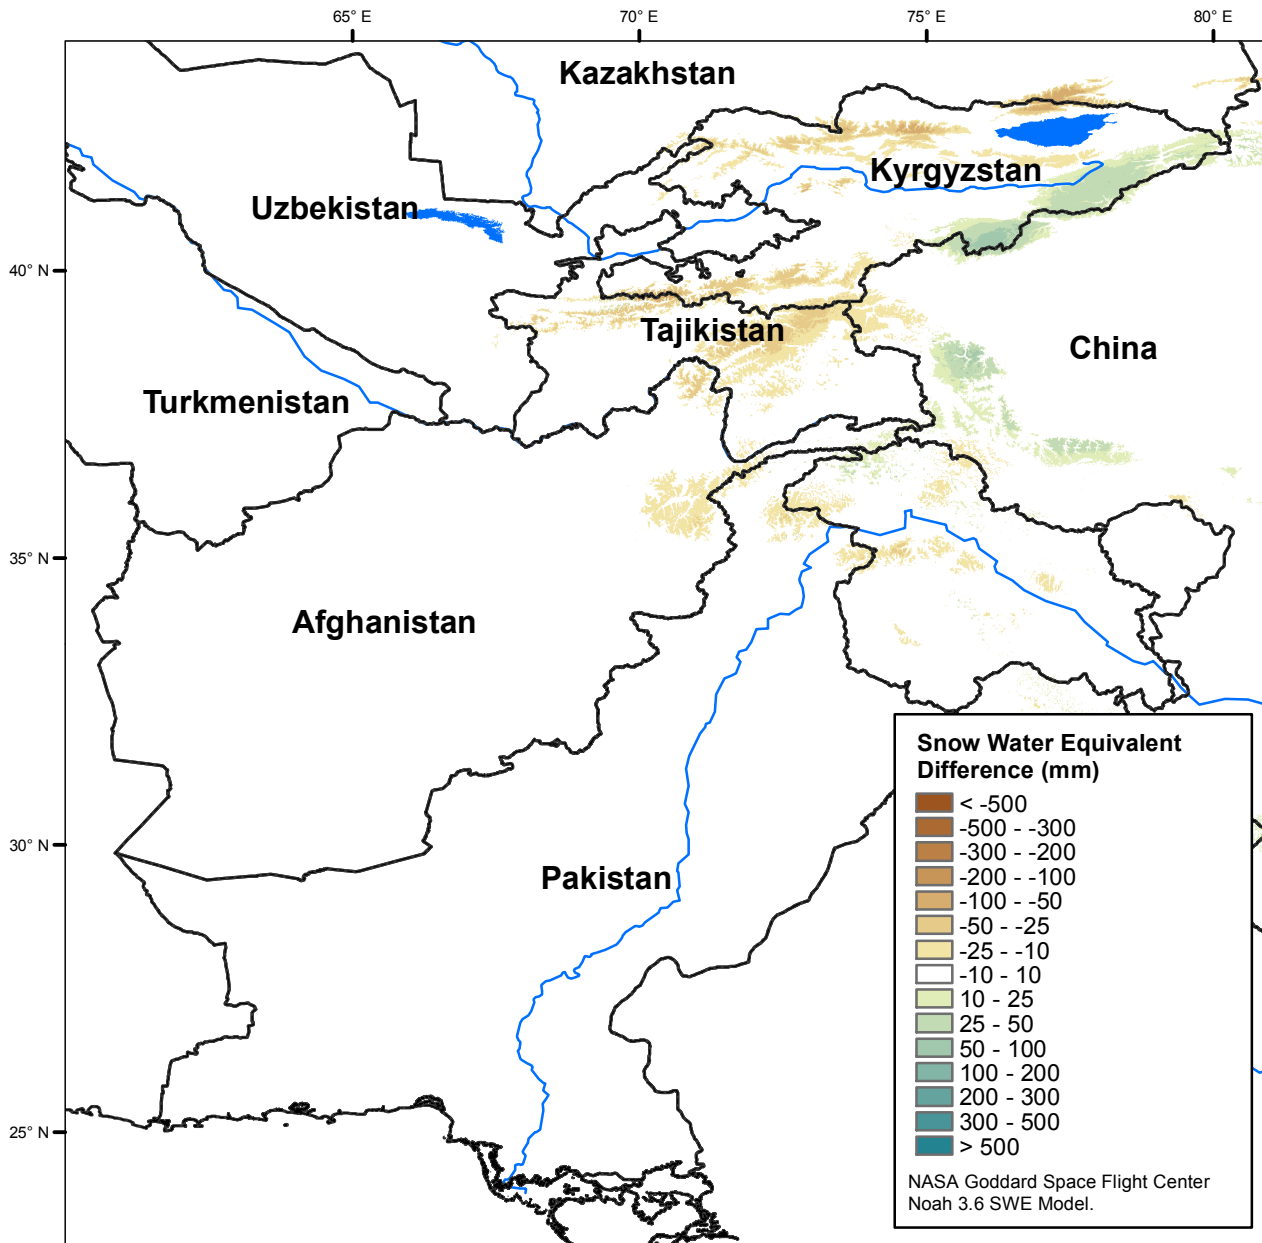 65° E
70° E
75° E
80° E
Kazakhstan
Kyrgyzstan
Uzbekistan
40° N
Tajikistan
China
Turkmenistan
35° N
Afghanistan
Snow Water Equivalent
Difference (mm)
< -500
-500 - -300
-300 - -200
-200 - -100
-100 - -50
-50 - -25
-25 - -10
-10 - 10
10 - 25
25 - 50
50 - 100
100 - 200
200 - 300
300 - 500
> 500
NASA Goddard Space Flight Center
Noah 3.6 SWE Model.
30° N
Pakistan
25° N